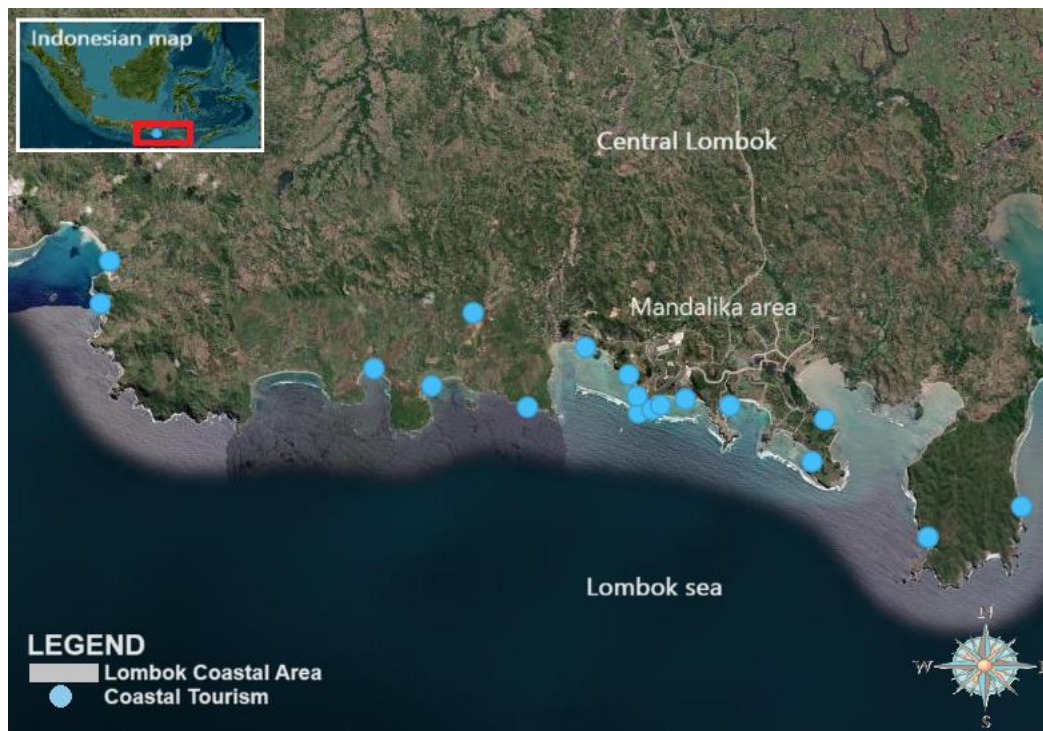 Indonesian map
Central Lombok
Mandalika area
Lombok sea
LEGEND
Lombok Coastal Area
Coastal Tourism
N
W
S